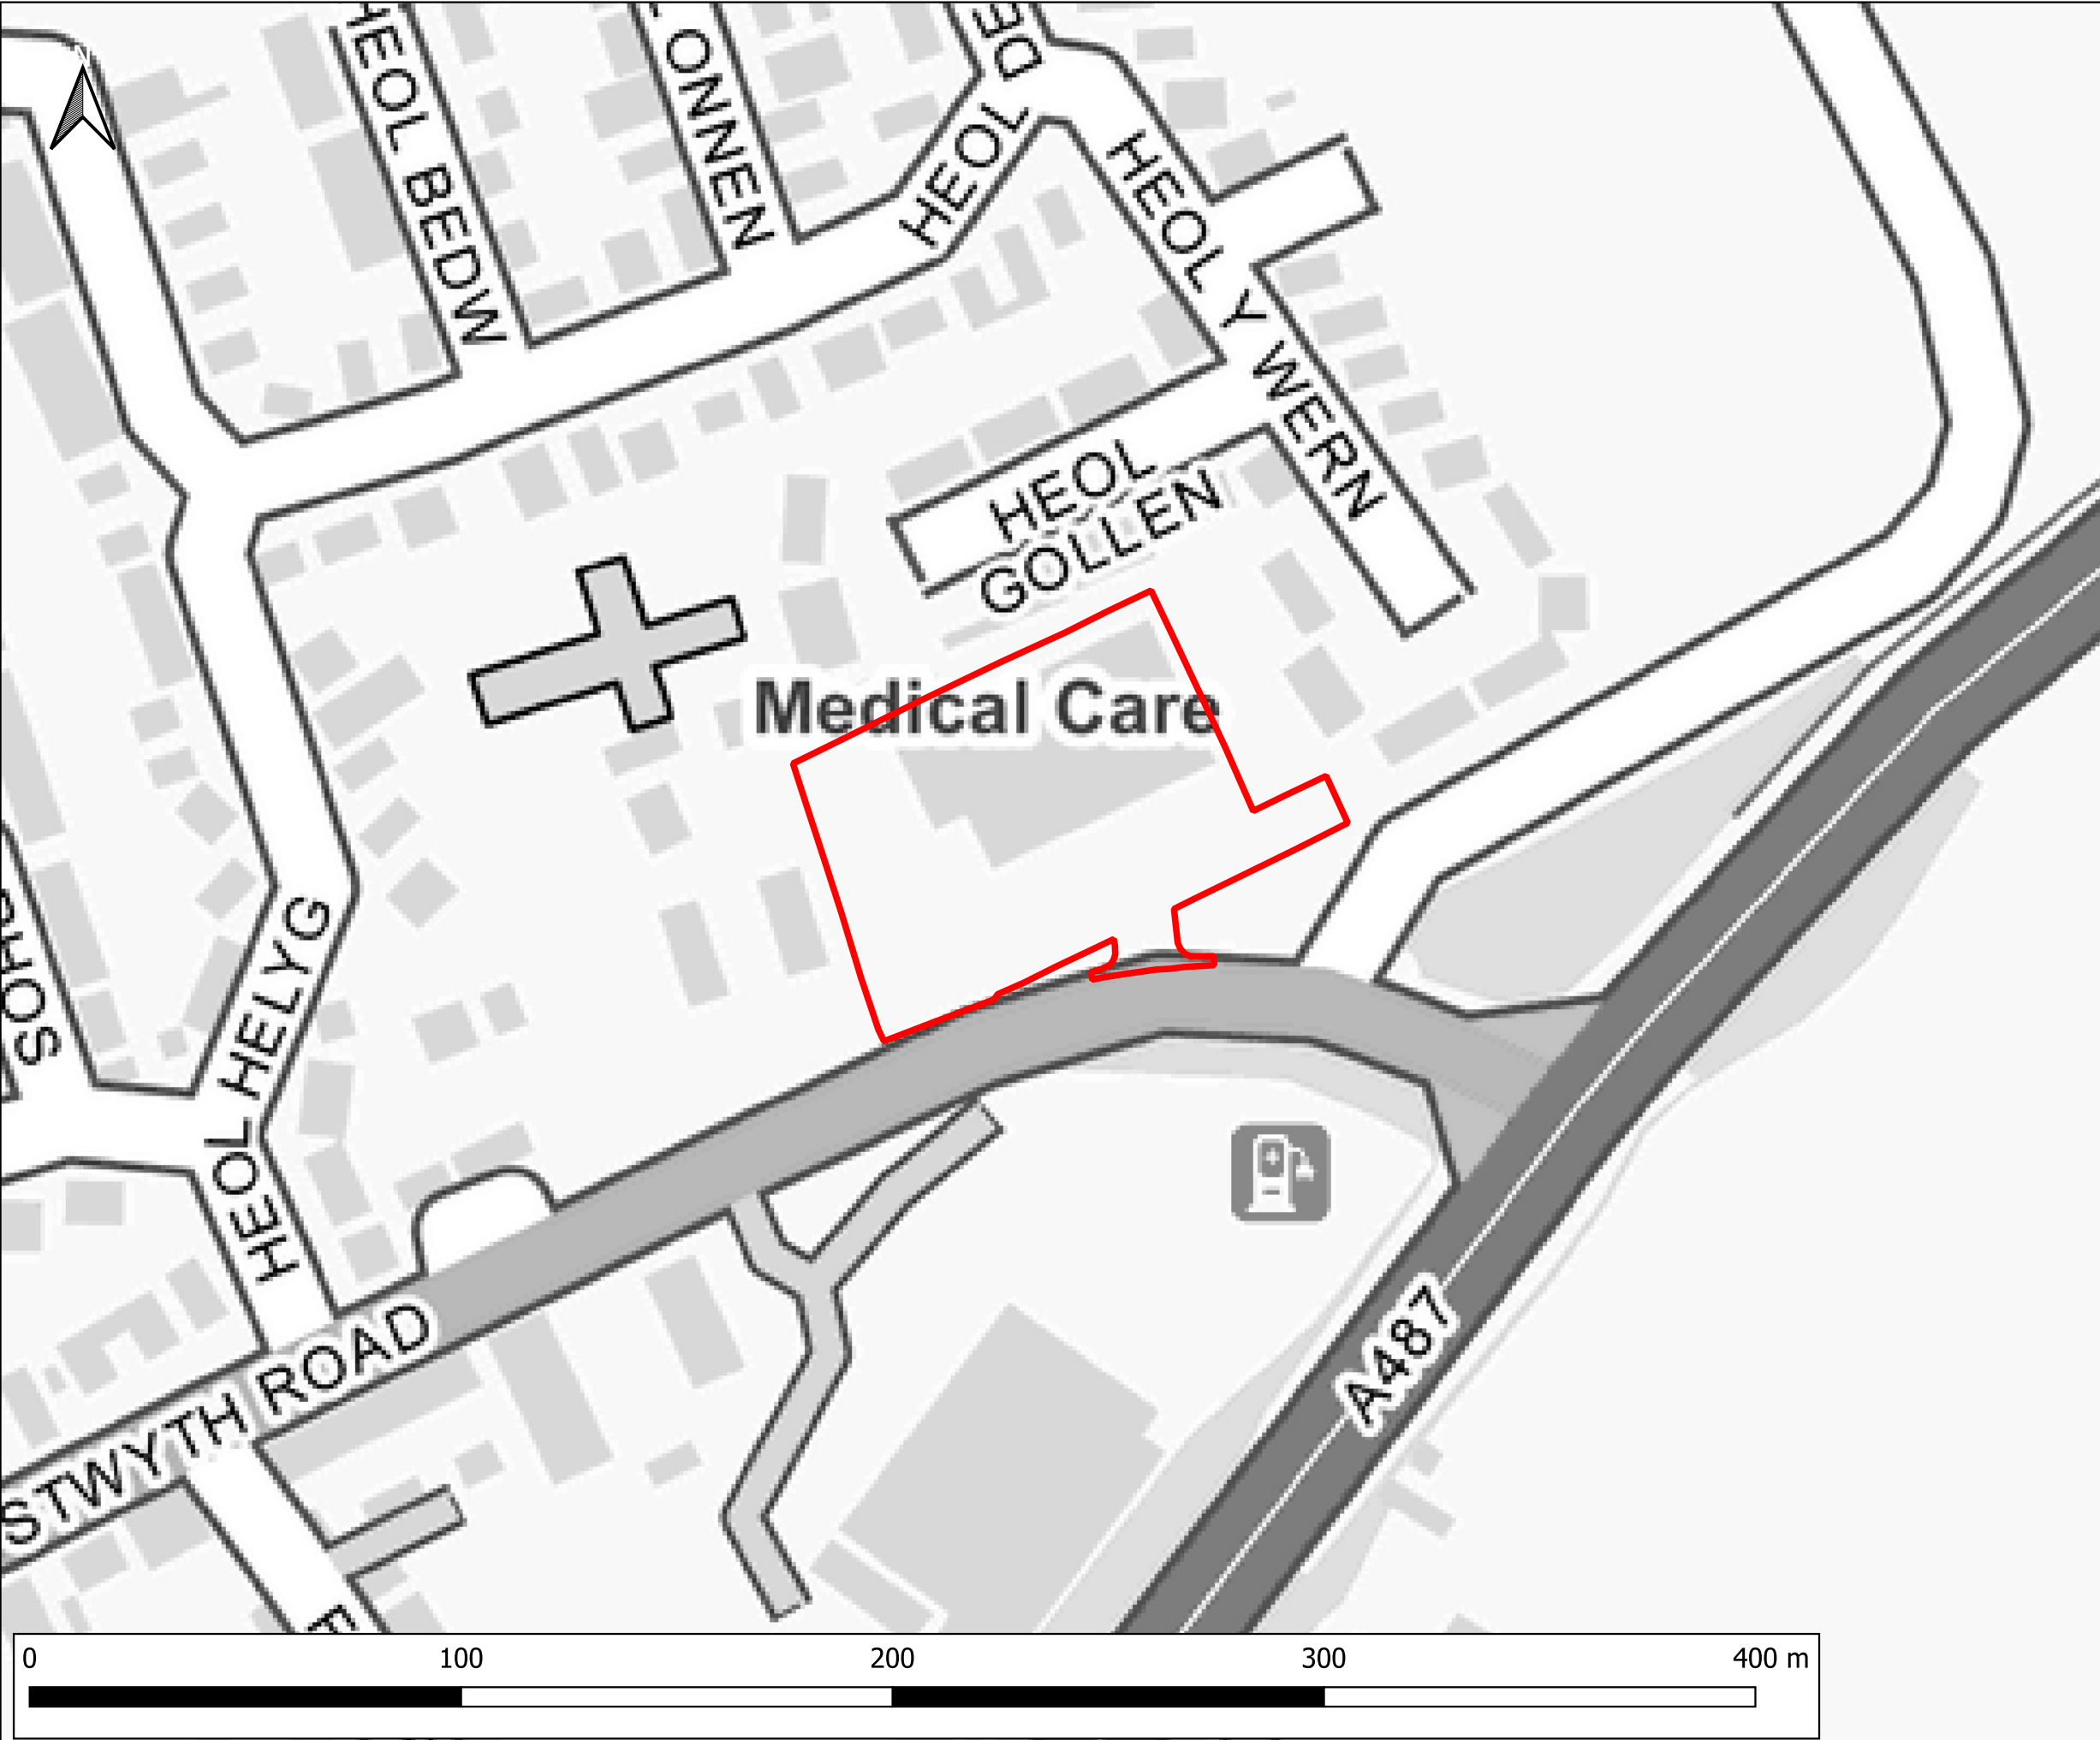 HEOL BEDW
ONNEN
HEOL
DE
HEOL Y WERN
HEOL
GOLLEN
Medical Care
HEOL HELYG
HEOL
STWYTH ROAD
A487
0 100 200 300 400 m